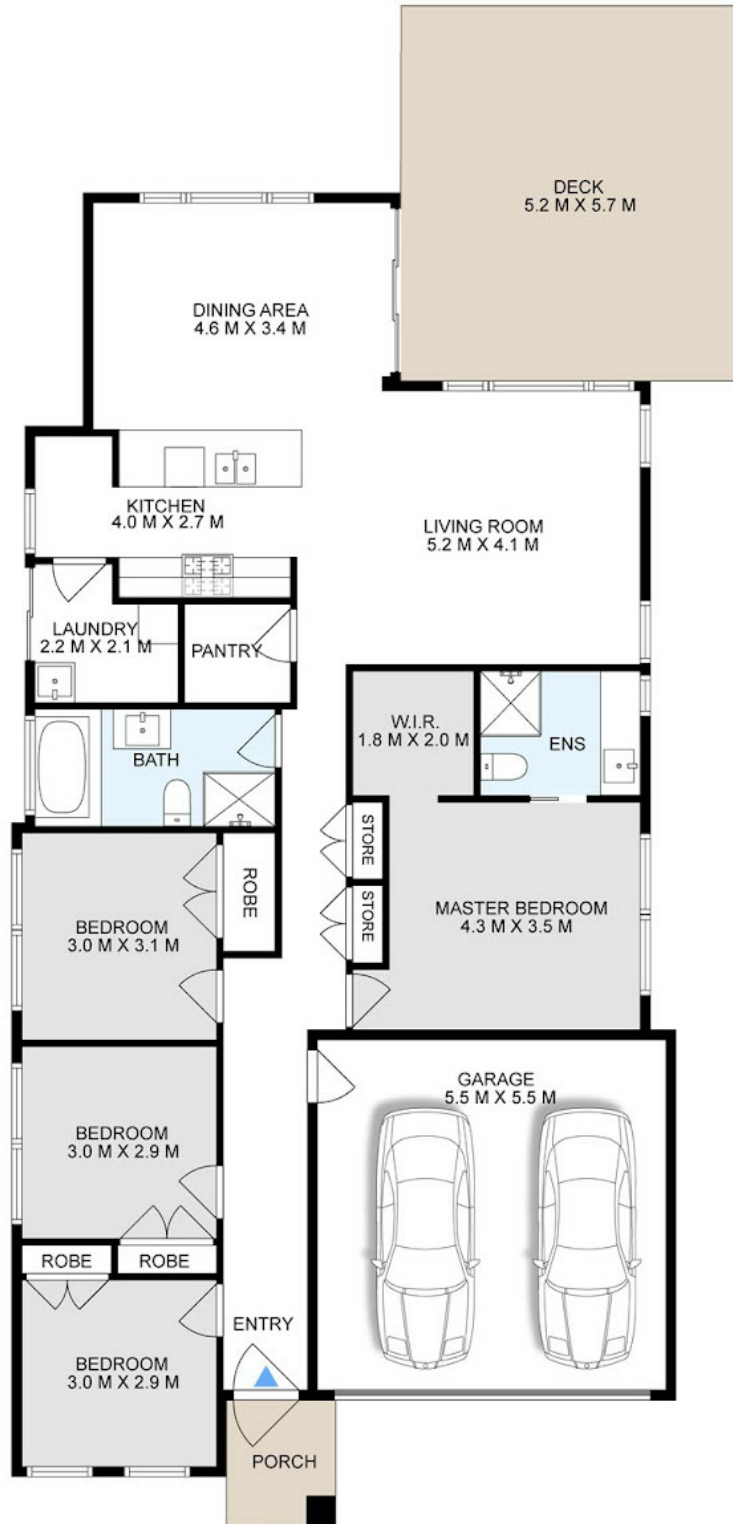 DECK
5.2 M X 5.7 M
DINING AREA
4.6 M X 3.4 M
KITCHEN
4.0 M X 2.7 M
LIVING ROOM
5.2 M X 4.1 M
LAUNDRY
2.2 M X 2.1 M
PANTRY
W.I.R.
1.8 M X 2.0 M
ENS
BATH
STORE
ROBE
STORE
MASTER BEDROOM
4.3 M X 3.5 M
BEDROOM
3.0 M X 3.1 M
GARAGE
5.5 M X 5.5 M
BEDROOM
3.0 M X 2.9 M
ROBE
ROBE
ENTRY
BEDROOM
3.0 M X 2.9 M
PORCH